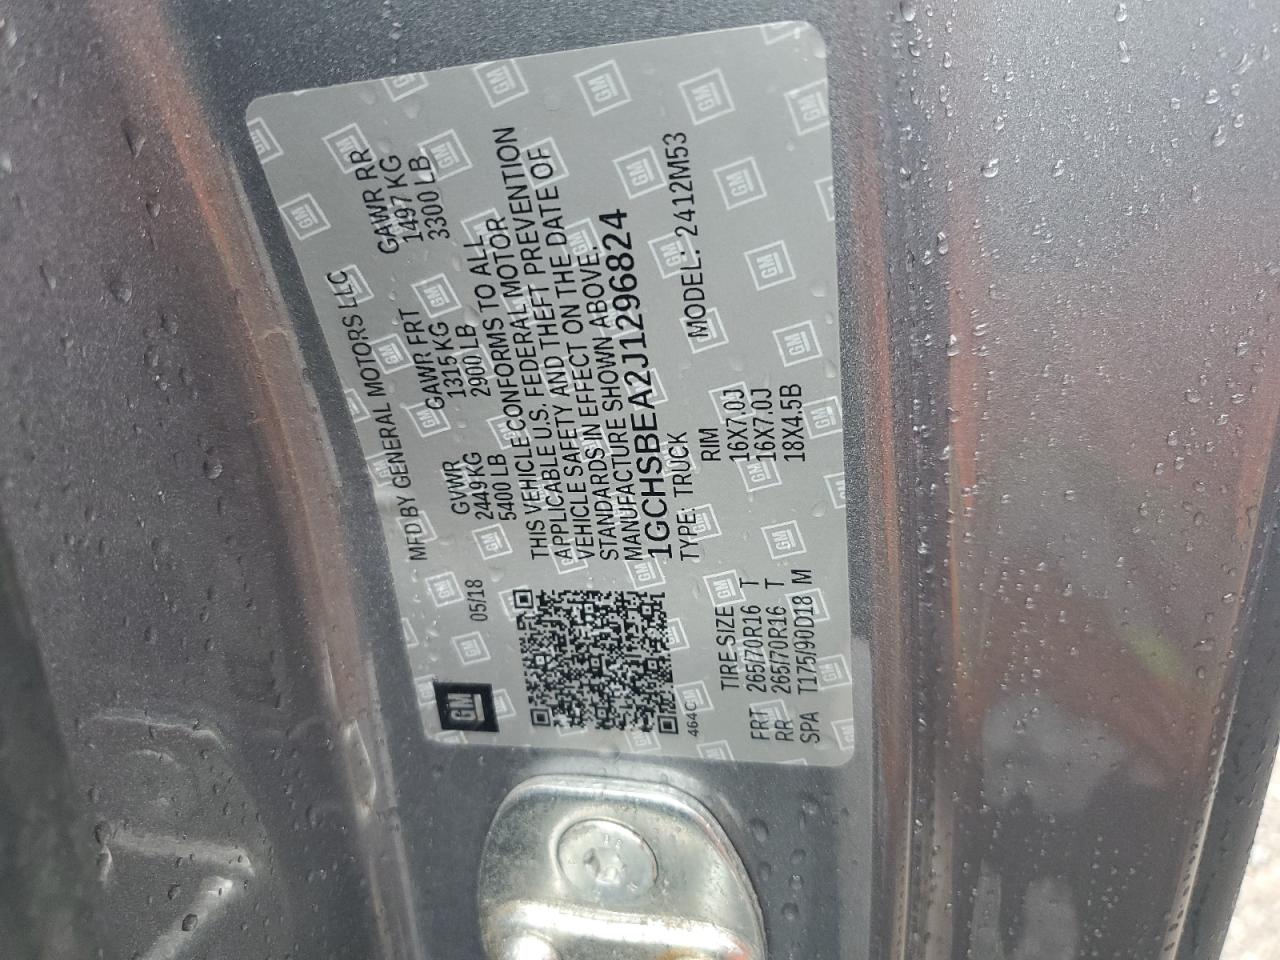 GM
MFD BY GENERAL MOTORS LLC
05/18 GVWR GAWR FRT GAWR RR
2449 KG 1315 KG 1497 KG
5400 LB 2900 LB 3300 LB
THIS VEHICLE CONFORMS TO ALL
APPLICABLE U.S. FEDERAL MOTOR
VEHICLE SAFETY AND THEFT PREVENTION
STANDARDS IN EFFECT ON THE DATE OF
MANUFACTURE SHOWN ABOVE.
1GCHSBEA2J1296824
TYPE: TRUCK MODEL: 2412M53
464C
TIRE SIZE RIM
FRT 265/70R16 T 16X7.0J
RR 265/70R16 T 16X7.0J
SPA T175/90D18 M 18X4.5B